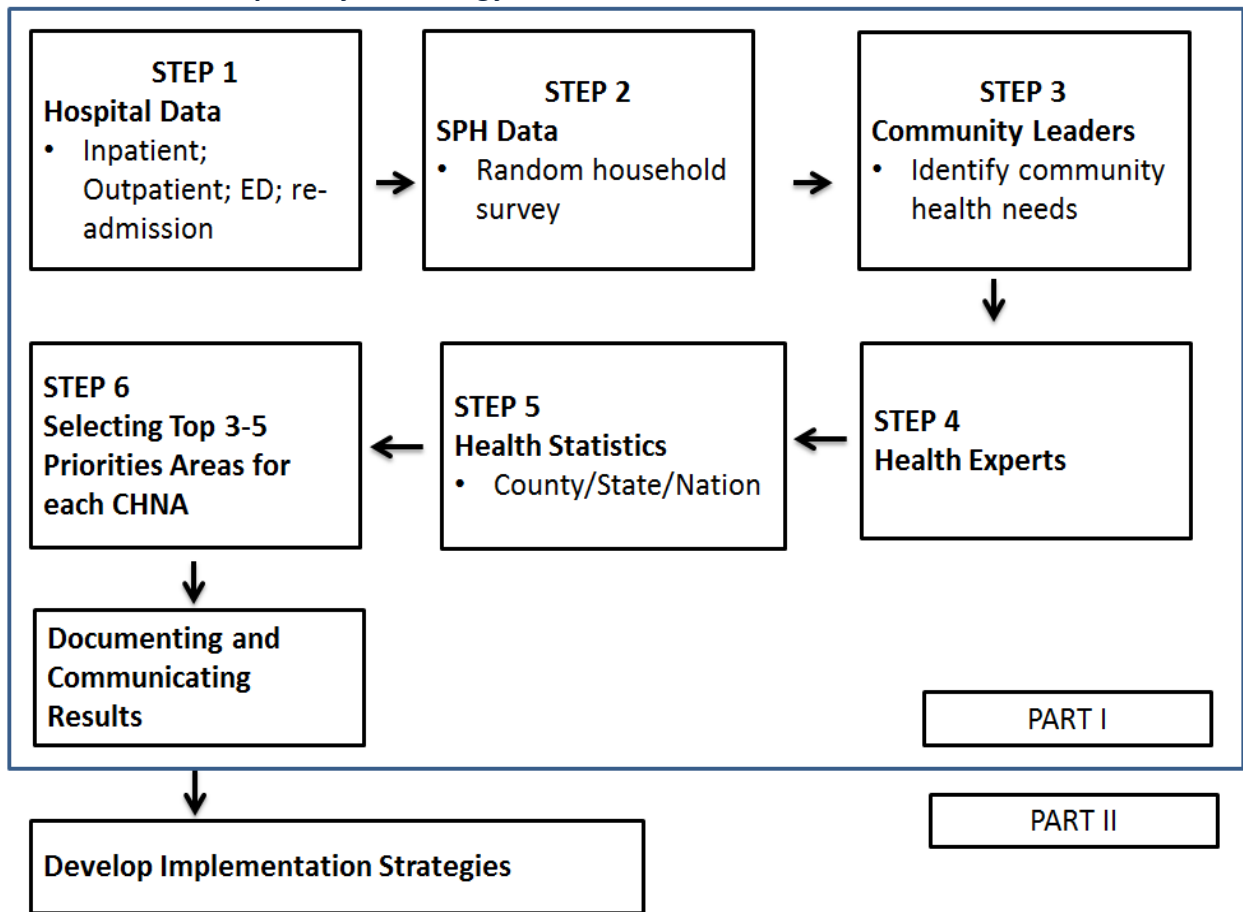 STEP 1
Hospital Data
• Inpatient;
Outpatient; ED; re-
admission
STEP 2
SPH Data
• Random household
survey
STEP 3
Community Leaders
• Identify community
health needs
STEP 4
Health Experts
STEP 5
Health Statistics
• County/State/Nation
STEP 6
Selecting Top 3-5
Priorities Areas for
each CHNA
Documenting and
Communicating
Results
PART I
PART II
Develop Implementation Strategies